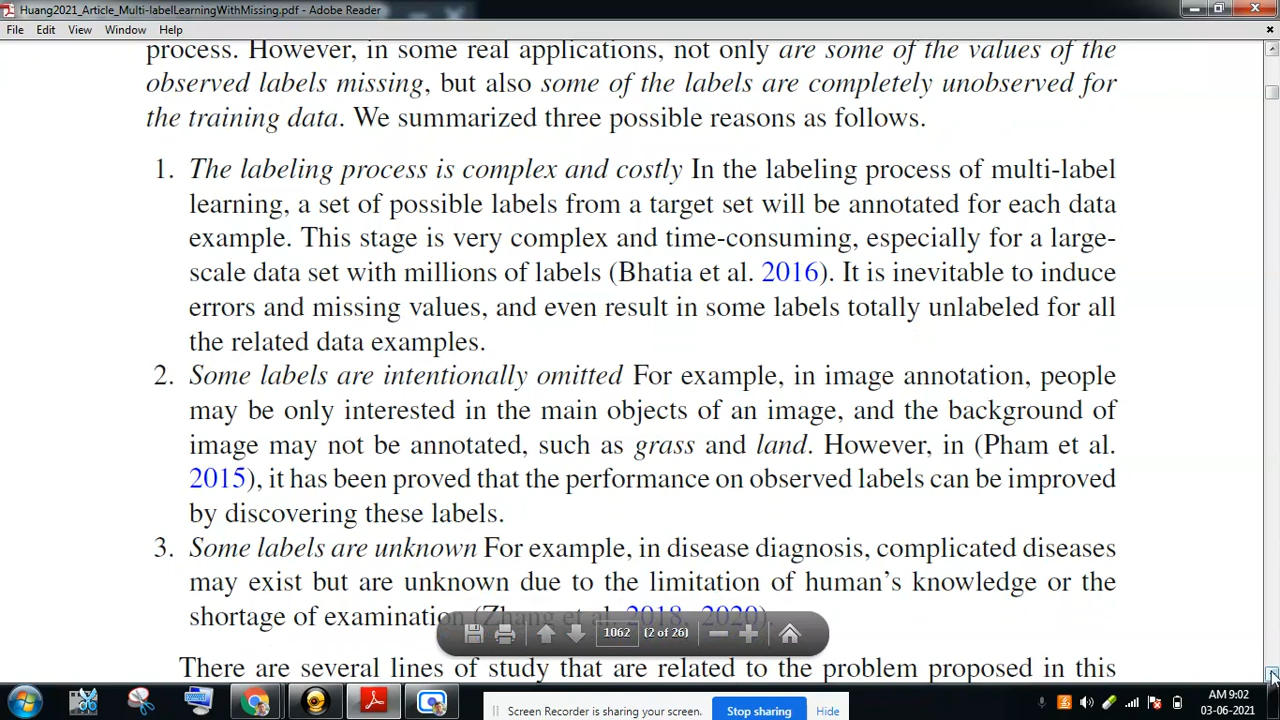 Huang2021_Article_Multi-labelLearningWithMissing.pdf - Adobe Reader
File Edit View Window Help
process. However, in some real applications, not only are some of the values of the
observed labels missing, but also some of the labels are completely unobserved for
the training data. We summarized three possible reasons as follows.
1. The labeling process is complex and costly In the labeling process of multi-label
learning, a set of possible labels from a target set will be annotated for each data
example. This stage is very complex and time-consuming, especially for a large-
scale data set with millions of labels (Bhatia et al. 2016). It is inevitable to induce
errors and missing values, and even result in some labels totally unlabeled for all
the related data examples.
2. Some labels are intentionally omitted For example, in image annotation, people
may be only interested in the main objects of an image, and the background of
image may not be annotated, such as grass and land. However, in (Pham et al.
2015), it has been proved that the performance on observed labels can be improved
by discovering these labels.
3. Some labels are unknown For example, in disease diagnosis, complicated diseases
may exist but are unknown due to the limitation of human's knowledge or the
shortage of examination (Zhang et al. 2018, 2020).
1062 (2 of 26)
There are several lines of study that are related to the problem proposed in this
Screen Recorder is sharing your screen. Stop sharing Hide
AM 9:02
03-06-2021